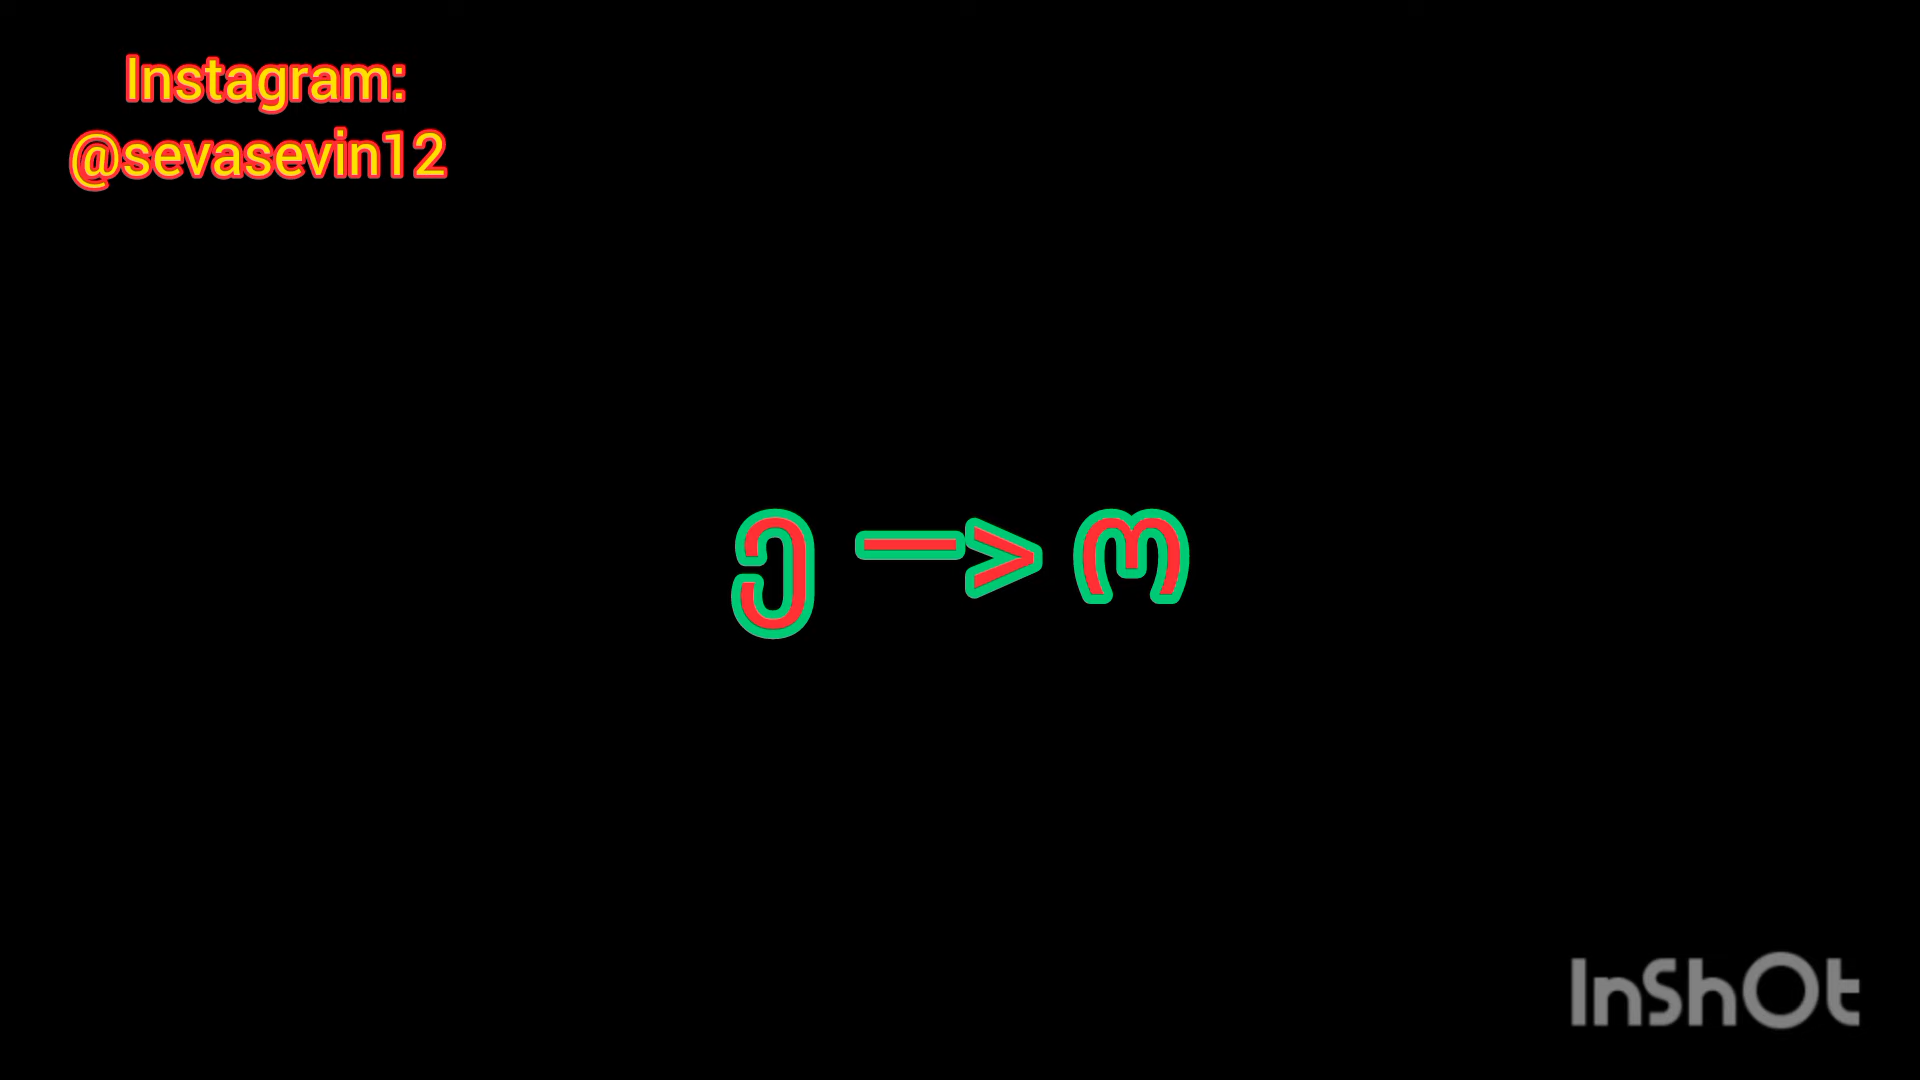 Instagram:
@sevasevin12
ე —> ო
InShOt